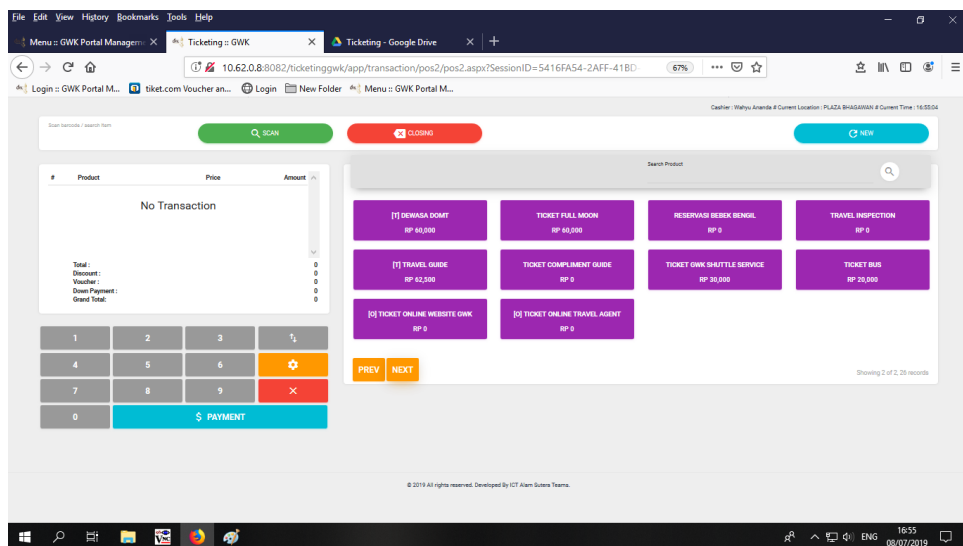 File Edit View History Bookmarks Tools Help
Menu :: GWK Portal Managem
Ticketing :: GWK
Ticketing - Google Drive
10.62.0.8:8082/ticketinggwk/app/transaction/pos2/pos2.aspx?SessionID=5416FA54-2AFF-41BD-
67%
Login :: GWK Portal M...
tiket.com Voucher an...
Login
New Folder
Menu :: GWK Portal M...
Cashier : Wahyu Ananda # Current Location : PLAZA BHAGAWAN # Current Time : 16:55:04
Scan barcode / search item
SCAN
CLOSING
NEW
# Product Price Amount
No Transaction
Total : 0
Discount : 0
Voucher : 0
Down Payment : 0
Grand Total: 0
1 2 3
4 5 6
7 8 9
0 $ PAYMENT
Search Product
[T] DEWASA DOMT
RP 60,000
TICKET FULL MOON
RP 60,000
RESERVASI BEBEK BENGIL
RP 0
TRAVEL INSPECTION
RP 0
[T] TRAVEL GUIDE
RP 62,500
TICKET COMPLIMENT GUIDE
RP 0
TICKET GWK SHUTTLE SERVICE
RP 30,000
TICKET BUS
RP 20,000
[O] TICKET ONLINE WEBSITE GWK
RP 0
[O] TICKET ONLINE TRAVEL AGENT
RP 0
PREV NEXT
Showing 2 of 2, 28 records
© 2019 All rights reserved. Developed By ICT Alam Sutera Teams.
ENG
16:55
08/07/2019